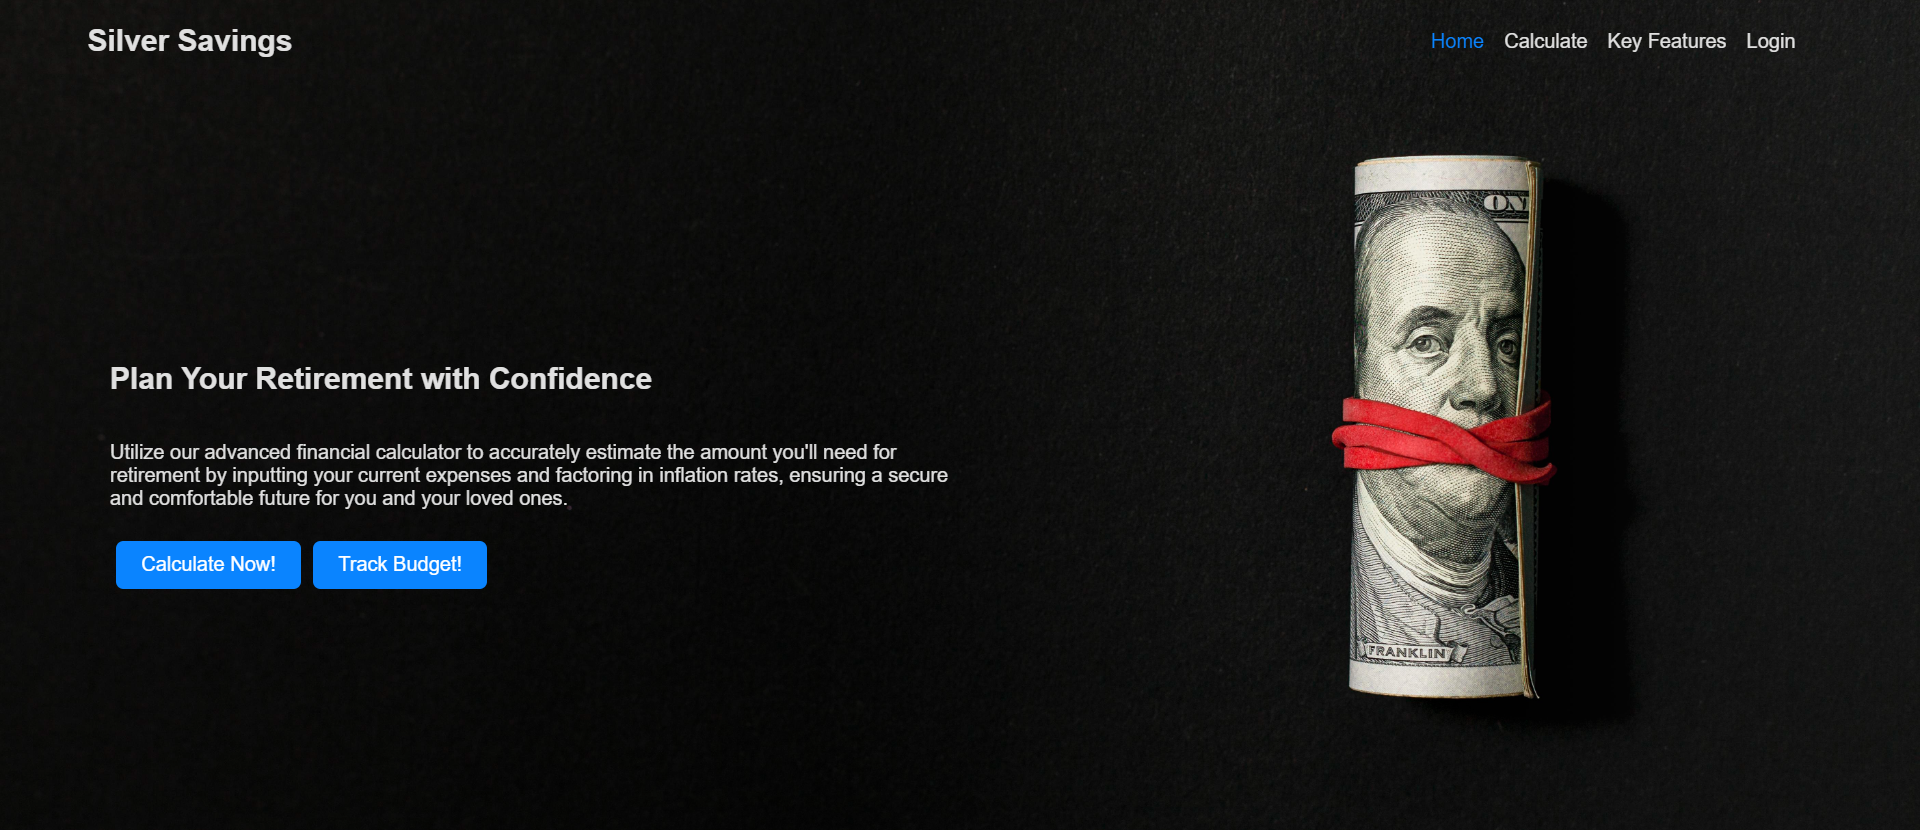 Silver Savings
Home Calculate Key Features Login
ON
Plan Your Retirement with Confidence
Utilize our advanced financial calculator to accurately estimate the amount you'll need for
retirement by inputting your current expenses and factoring in inflation rates, ensuring a secure
and comfortable future for you and your loved ones.
Calculate Now! Track Budget!
FRANKLIN